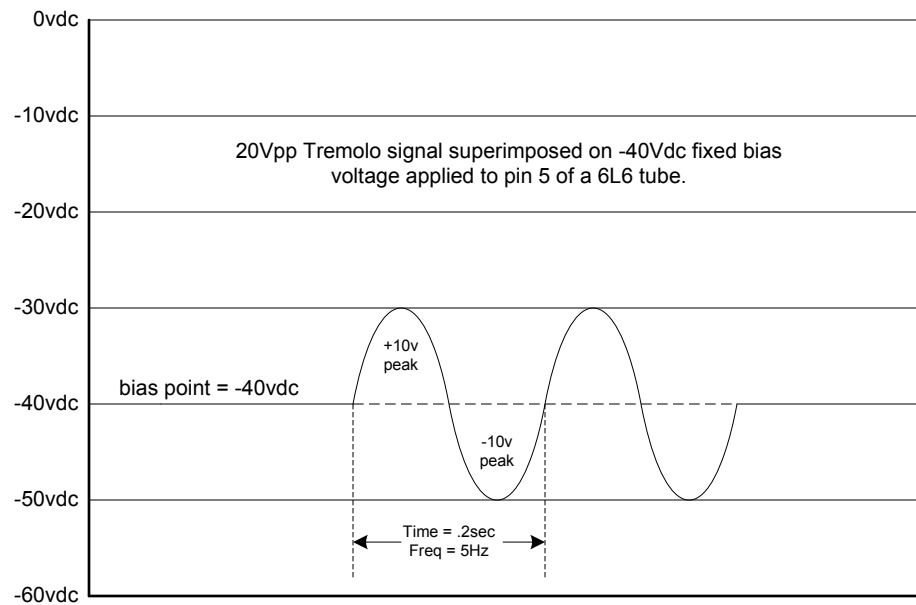 0vdc
-10vdc
20Vpp Tremolo signal superimposed on -40Vdc fixed bias
voltage applied to pin 5 of a 6L6 tube.
-20vdc
-30vdc
+10v
peak
bias point = -40vdc
-40vdc
-10v
peak
-50vdc
Time = .2sec
Freq = 5Hz
-60vdc